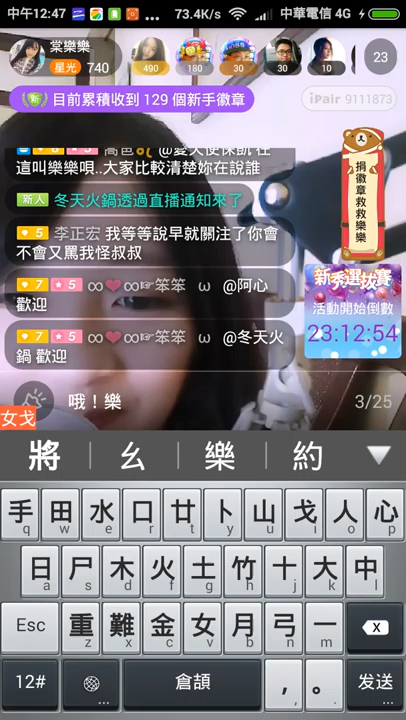 中午12:47 ... 73.4K/s 中華電信 4G
裳樂樂
星光 740
490 180 30 30 10 23
新 目前累積收到 129 個新手徽章
iPair 9111873
這叫樂樂唄..大家比較清楚妳在說誰
新人 冬天火鍋透過直播通知來了
5 李正宏 我等等說早就關注了你會
不會又罵我怪叔叔
7 5 ∞❤∞☞笨笨 ω @阿心
歡迎
7 5 ∞❤∞☞笨笨 ω @冬天火
鍋 歡迎
捐徽章救救樂樂
新秀選拔賽
活動開始倒數
23:12:54
哦！樂 3/25
女戈
將 幺 樂 約
手 田 水 口 廿 卜 山 戈 人 心
q w e r t y u i o p
日 尸 木 火 土 竹 十 大 中
a s d f g h j k l
Esc 重 難 金 女 月 弓 一
z x c v b n m
12# 倉頡 , 。 发送